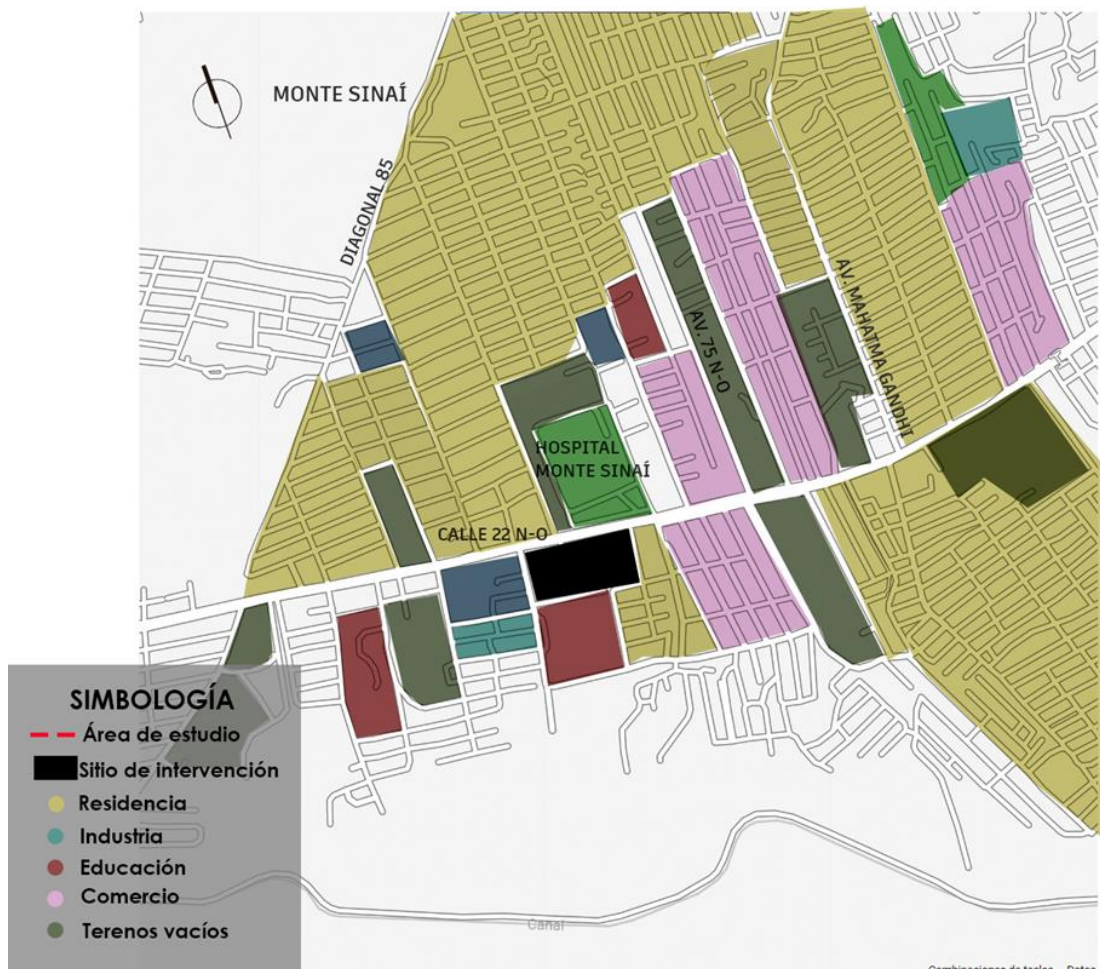 MONTE SINAÍ
DIAGONAL 85
AV. MAHATMA GANDHI
AV. 75 N-O
HOSPITAL
MONTE SINAÍ
CALLE 22 N-O
SIMBOLOGÍA
Área de estudio
Sitio de intervención
Residencia
Industria
Educación
Comercio
Terenos vacíos
Canal